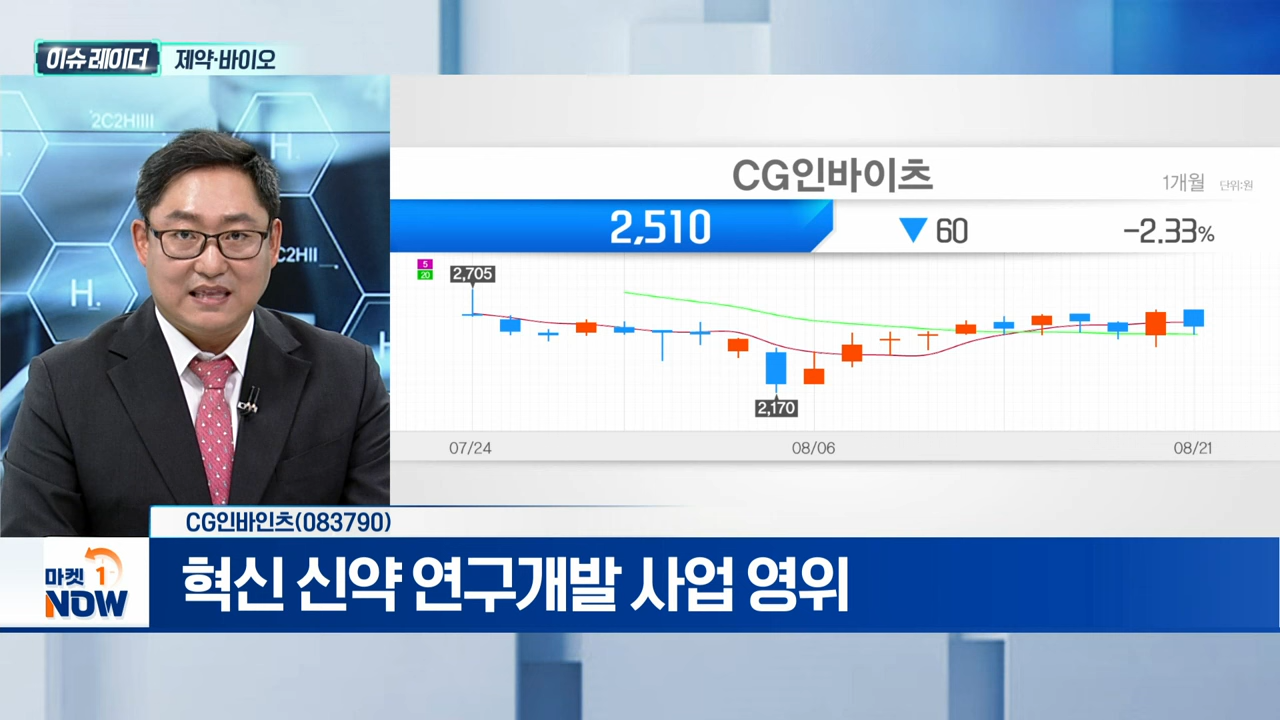 이슈 레이더 제약·바이오
2C2HIIII
H.
C2HII
H.
CG인바이츠
1개월 단위:원
2,510 ▼ 60 -2.33%
5
20
2,705
2,170
07/24 08/06 08/21
CG인바인츠(083790)
마켓 1
NOW
혁신 신약 연구개발 사업 영위